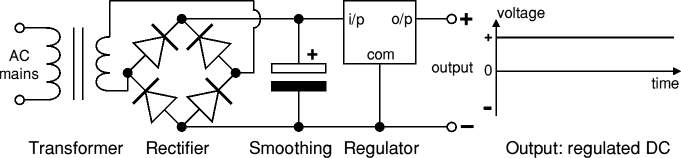 AC
mains
+
i/p
o/p
com
+
output
−
voltage
+
0
-
time
Transformer
Rectifier
Smoothing
Regulator
Output: regulated DC